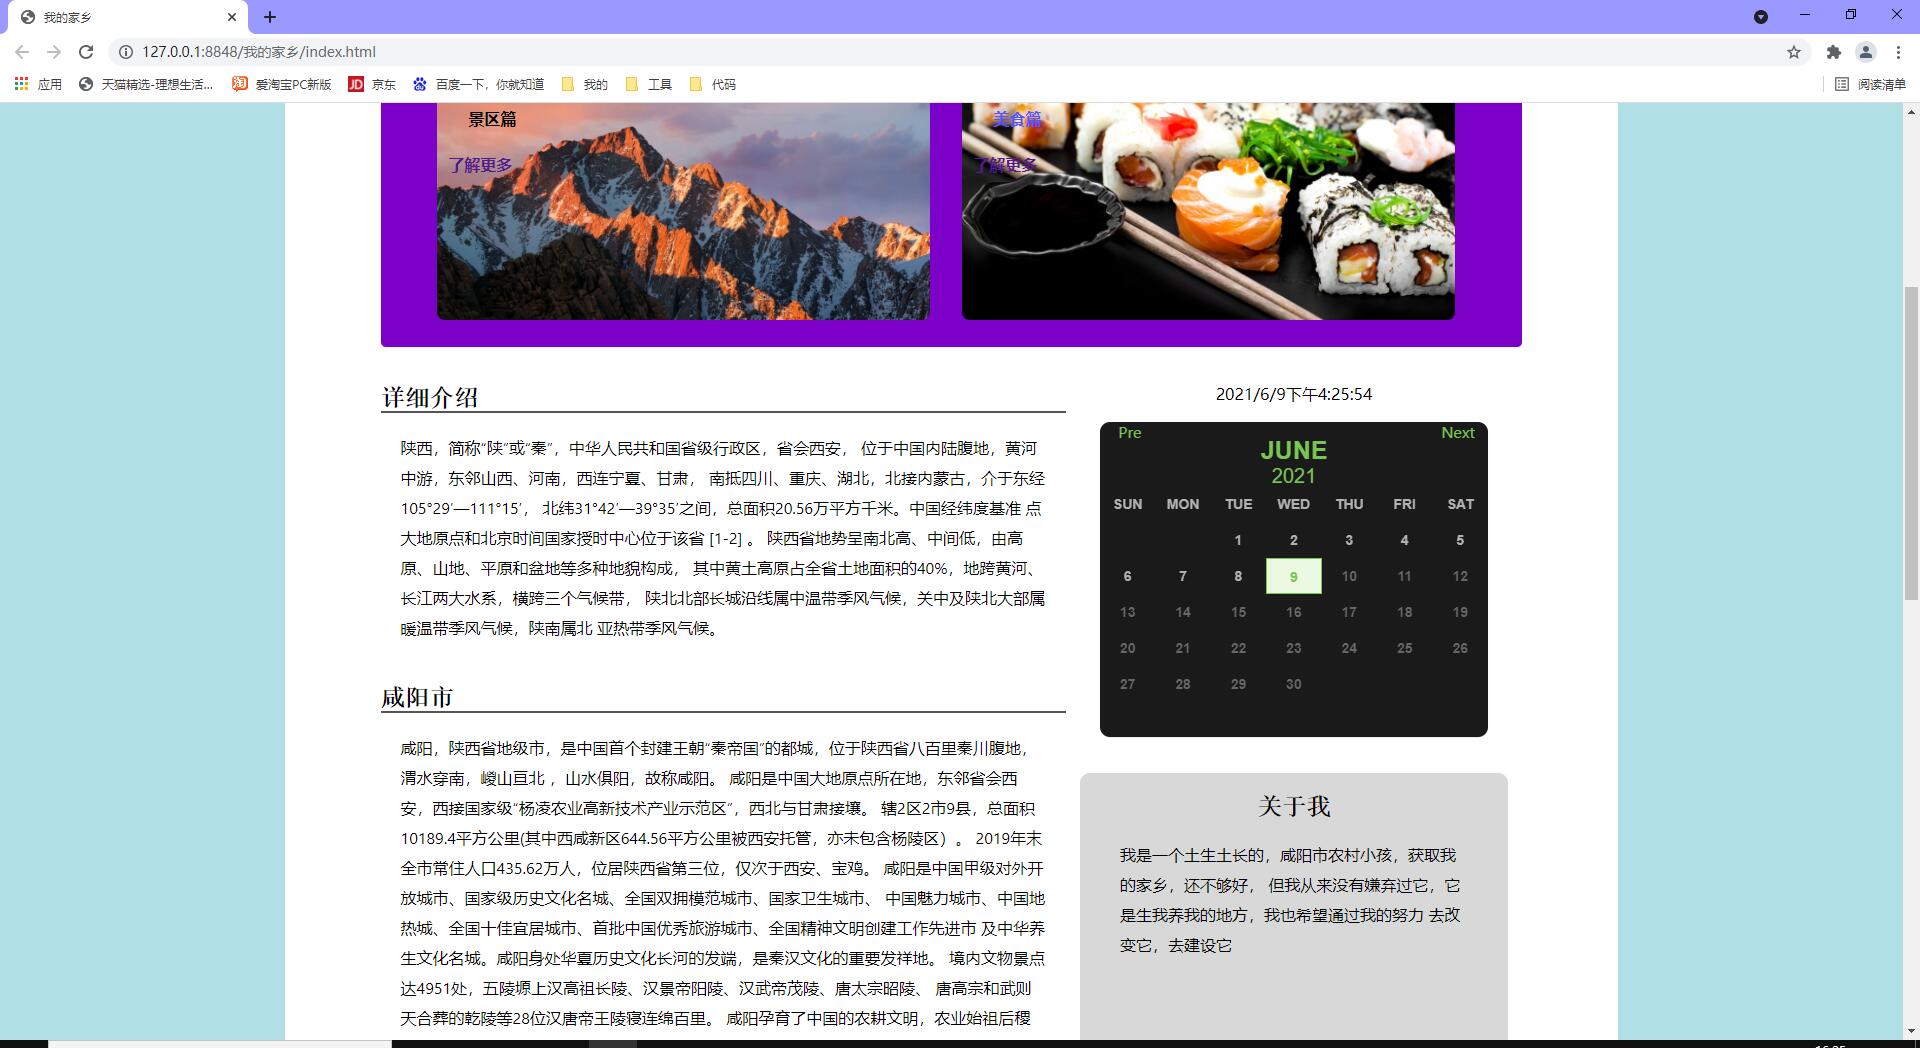 我的家乡
127.0.0.1:8848/我的家乡/index.html
应用 天猫精选-理想生活... 爱淘宝PC新版 京东 百度一下，你就知道 我的 工具 代码 阅读清单
景区篇
了解更多
美食篇
了解更多
详细介绍
陕西，简称“陕”或“秦”，中华人民共和国省级行政区，省会西安， 位于中国内陆腹地，黄河
中游，东邻山西、河南，西连宁夏、甘肃， 南抵四川、重庆、湖北，北接内蒙古，介于东经
105°29′—111°15′， 北纬31°42′—39°35′之间，总面积20.56万平方千米。中国经纬度基准 点
大地原点和北京时间国家授时中心位于该省 [1-2] 。 陕西省地势呈南北高、中间低，由高
原、山地、平原和盆地等多种地貌构成， 其中黄土高原占全省土地面积的40%，地跨黄河、
长江两大水系，横跨三个气候带， 陕北北部长城沿线属中温带季风气候，关中及陕北大部属
暖温带季风气候，陕南属北 亚热带季风气候。
咸阳市
咸阳，陕西省地级市，是中国首个封建王朝“秦帝国”的都城，位于陕西省八百里秦川腹地，
渭水穿南，嵕山亘北 ，山水俱阳，故称咸阳。 咸阳是中国大地原点所在地，东邻省会西
安，西接国家级“杨凌农业高新技术产业示范区”，西北与甘肃接壤。 辖2区2市9县，总面积
10189.4平方公里(其中西咸新区644.56平方公里被西安托管，亦未包含杨陵区）。 2019年末
全市常住人口435.62万人，位居陕西省第三位，仅次于西安、宝鸡。 咸阳是中国甲级对外开
放城市、国家级历史文化名城、全国双拥模范城市、国家卫生城市、 中国魅力城市、中国地
热城、全国十佳宜居城市、首批中国优秀旅游城市、全国精神文明创建工作先进市 及中华养
生文化名城。咸阳身处华夏历史文化长河的发端，是秦汉文化的重要发祥地。 境内文物景点
达4951处，五陵塬上汉高祖长陵、汉景帝阳陵、汉武帝茂陵、唐太宗昭陵、 唐高宗和武则
天合葬的乾陵等28位汉唐帝王陵寝连绵百里。 咸阳孕育了中国的农耕文明，农业始祖后稷
2021/6/9下午4:25:54
Pre Next
JUNE
2021
SUN MON TUE WED THU FRI SAT
1 2 3 4 5
6 7 8 9 10 11 12
13 14 15 16 17 18 19
20 21 22 23 24 25 26
27 28 29 30
关于我
我是一个土生土长的，咸阳市农村小孩，获取我
的家乡，还不够好， 但我从来没有嫌弃过它，它
是生我养我的地方，我也希望通过我的努力 去改
变它，去建设它